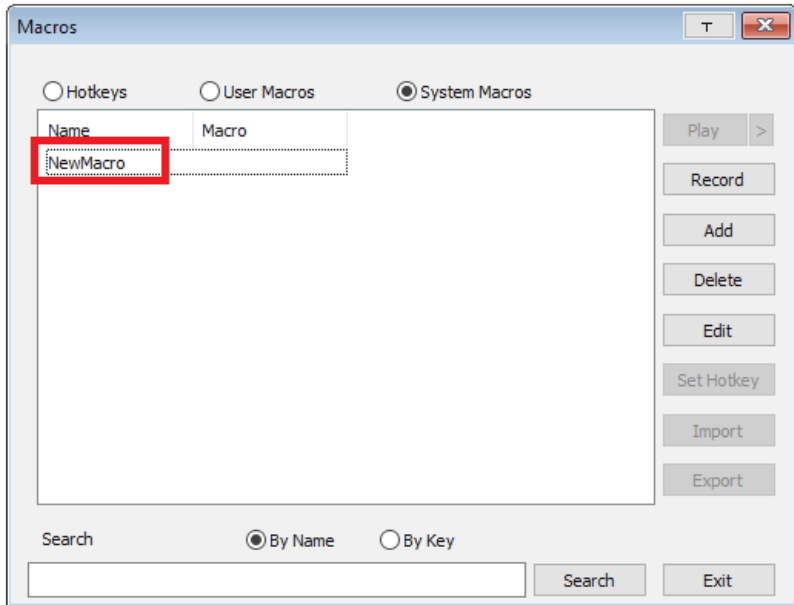 Macros
Hotkeys User Macros System Macros
Name Macro
NewMacro
Play >
Record
Add
Delete
Edit
Set Hotkey
Import
Export
Search By Name By Key
Search Exit